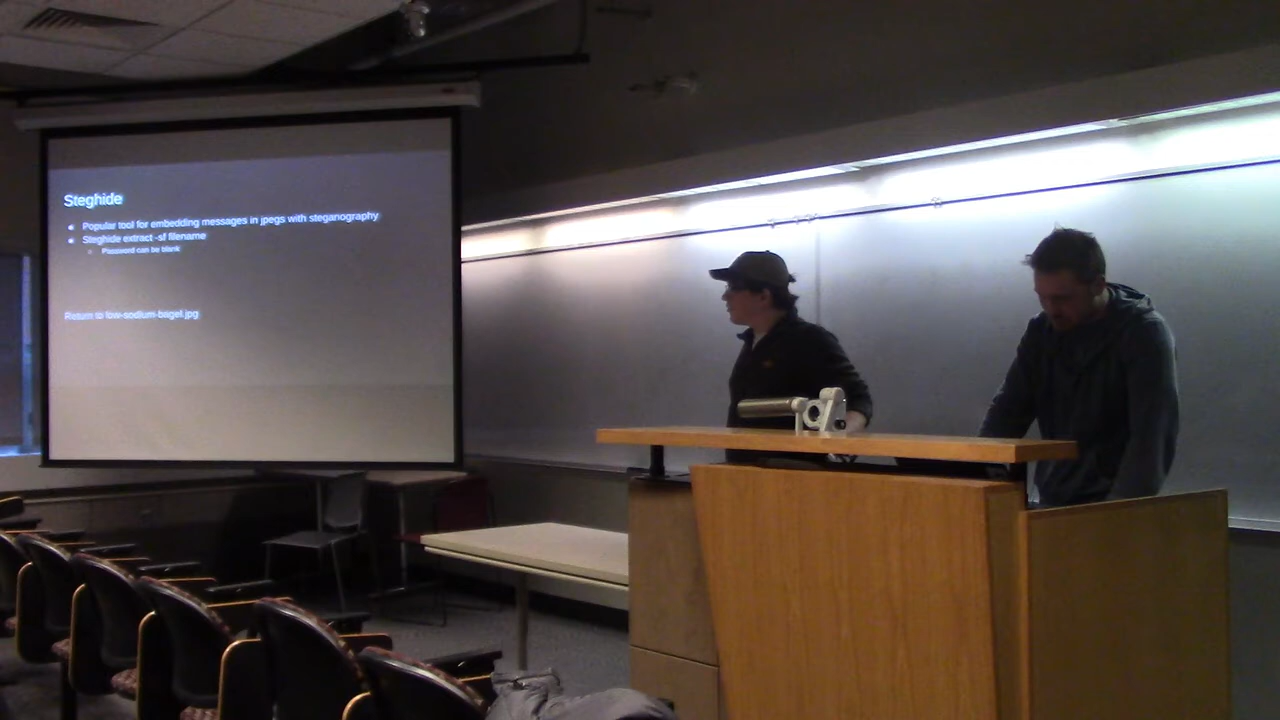 Steghide
Popular tool for embedding messages in jpegs with steganography
Steghide extract -sf filename
Password can be blank
Return to low-sodium-bagel.jpg